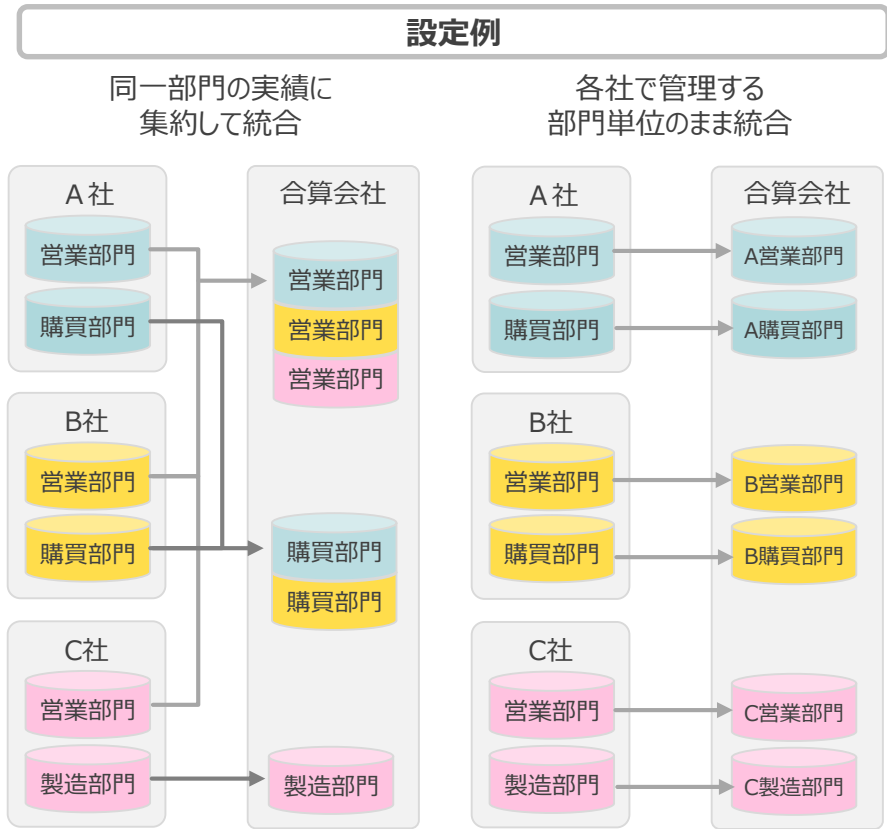 設定例
同一部門の実績に
集約して統合
A社
営業部門
購買部門
B社
営業部門
購買部門
C社
営業部門
製造部門
合算会社
営業部門
営業部門
営業部門
購買部門
購買部門
製造部門
各社で管理する
部門単位のまま統合
A社
営業部門
購買部門
B社
営業部門
購買部門
C社
営業部門
製造部門
合算会社
A営業部門
A購買部門
B営業部門
B購買部門
C営業部門
C製造部門